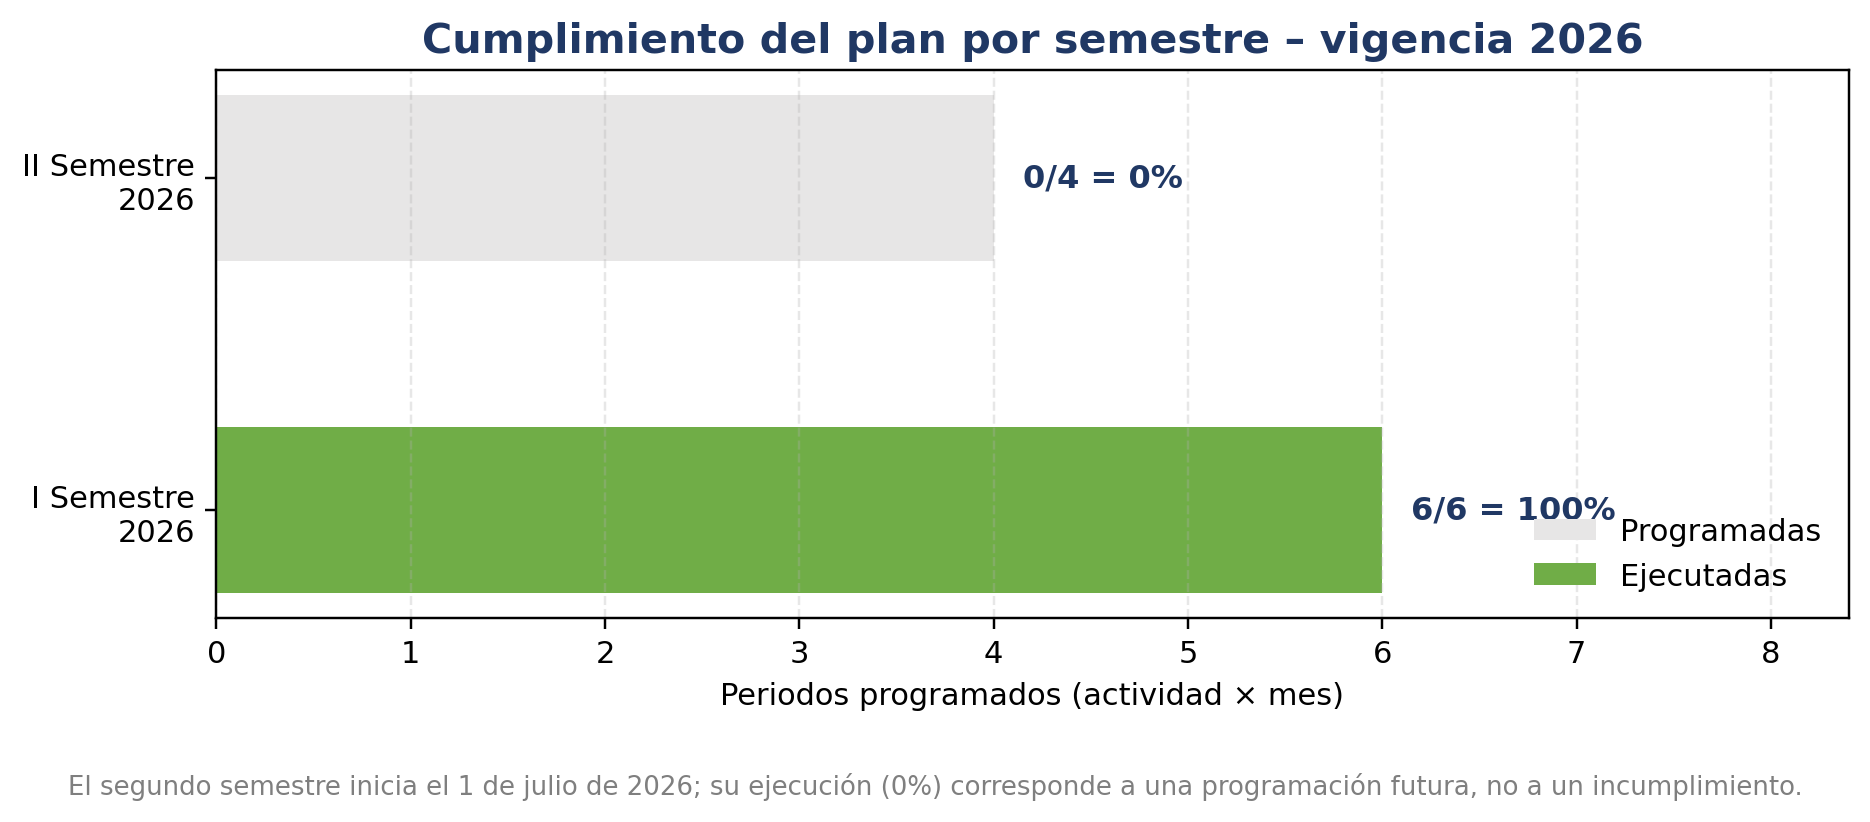 Cumplimiento del plan por semestre – vigencia 2026
II Semestre
2026
0/4 = 0%
I Semestre
2026
6/6 = 100%
Programadas
Ejecutadas
0 1 2 3 4 5 6 7 8
Periodos programados (actividad × mes)
El segundo semestre inicia el 1 de julio de 2026; su ejecución (0%) corresponde a una programación futura, no a un incumplimiento.